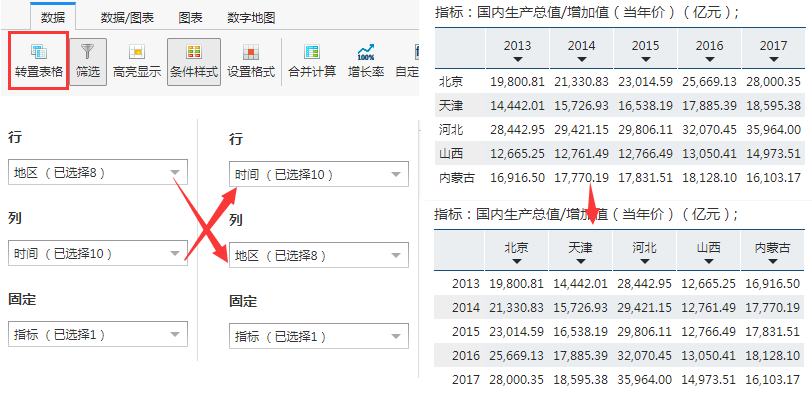 数据 数据/图表 图表 数字地图
转置表格 筛选 高亮显示 条件样式 设置格式 合并计算 100% 增长率 自定
行
地区 （已选择8）
列
时间 （已选择10）
固定
指标 （已选择1）
行
时间 （已选择10）
列
地区 （已选择8）
固定
指标 （已选择1）
指标：国内生产总值/增加值（当年价）（亿元）;
2013 2014 2015 2016 2017
北京 19,800.81 21,330.83 23,014.59 25,669.13 28,000.35
天津 14,442.01 15,726.93 16,538.19 17,885.39 18,595.38
河北 28,442.95 29,421.15 29,806.11 32,070.45 35,964.00
山西 12,665.25 12,761.49 12,766.49 13,050.41 14,973.51
内蒙古 16,916.50 17,770.19 17,831.51 18,128.10 16,103.17
指标：国内生产总值/增加值（当年价）（亿元）;
北京 天津 河北 山西 内蒙古
2013 19,800.81 14,442.01 28,442.95 12,665.25 16,916.50
2014 21,330.83 15,726.93 29,421.15 12,761.49 17,770.19
2015 23,014.59 16,538.19 29,806.11 12,766.49 17,831.51
2016 25,669.13 17,885.39 32,070.45 13,050.41 18,128.10
2017 28,000.35 18,595.38 35,964.00 14,973.51 16,103.17